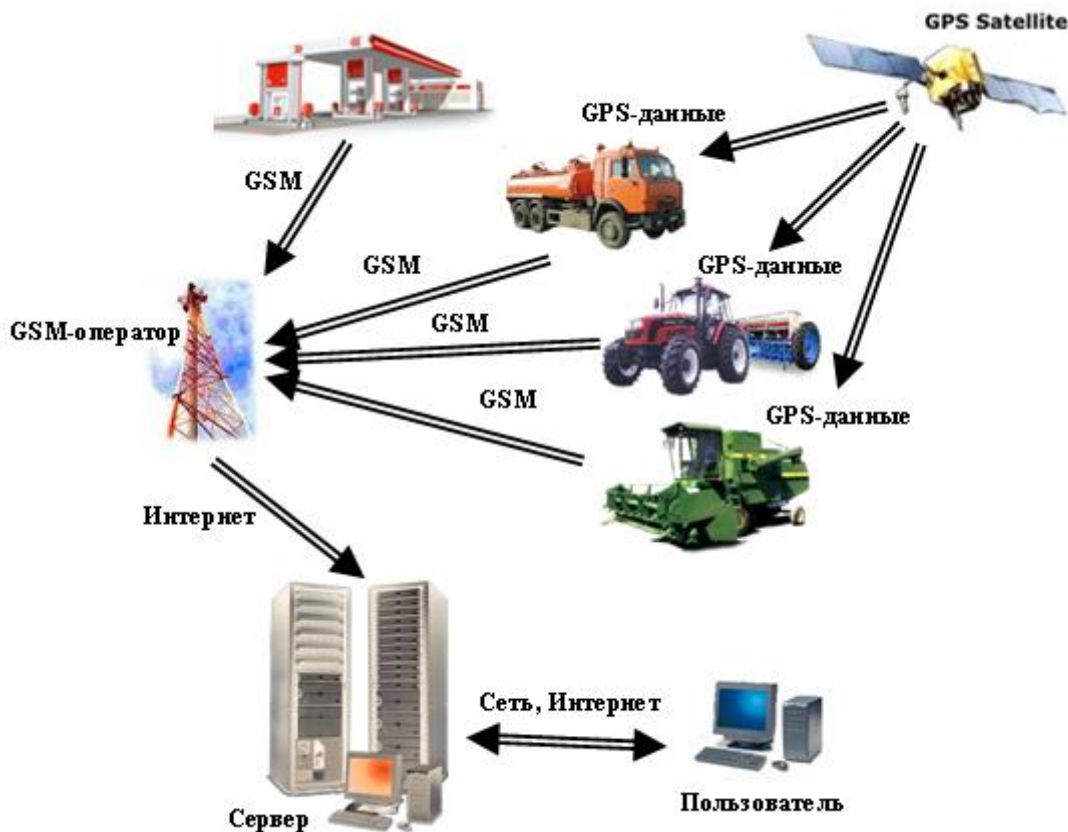 GPS Satellite
GPS-данные
GSM
GSM
GPS-данные
GSM-оператор
GSM
GSM
GPS-данные
Интернет
Сеть, Интернет
Пользователь
Сервер